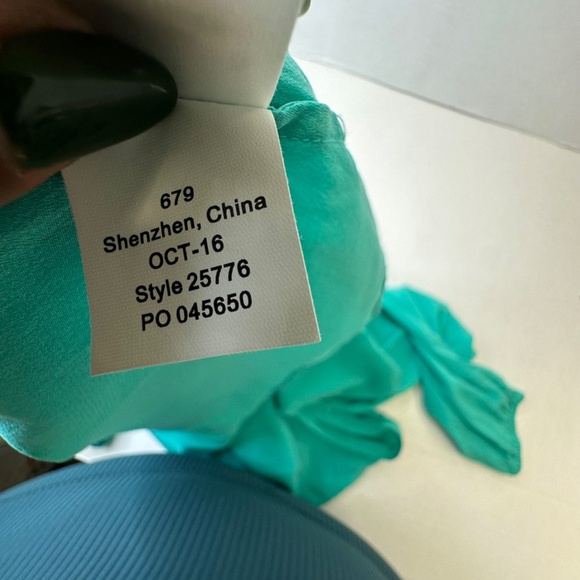 679
Shenzhen, China
OCT-16
Style 25776
PO 045650